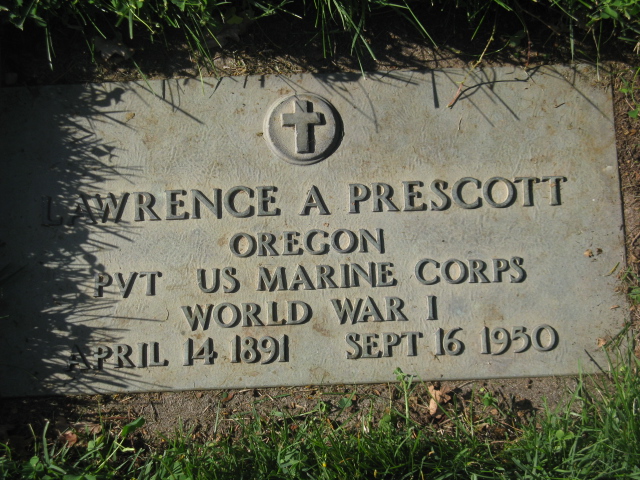 LAWRENCE A PRESCOTT
OREGON
PVT US MARINE CORPS
WORLD WAR I
APRIL 14 1891 SEPT 16 1950